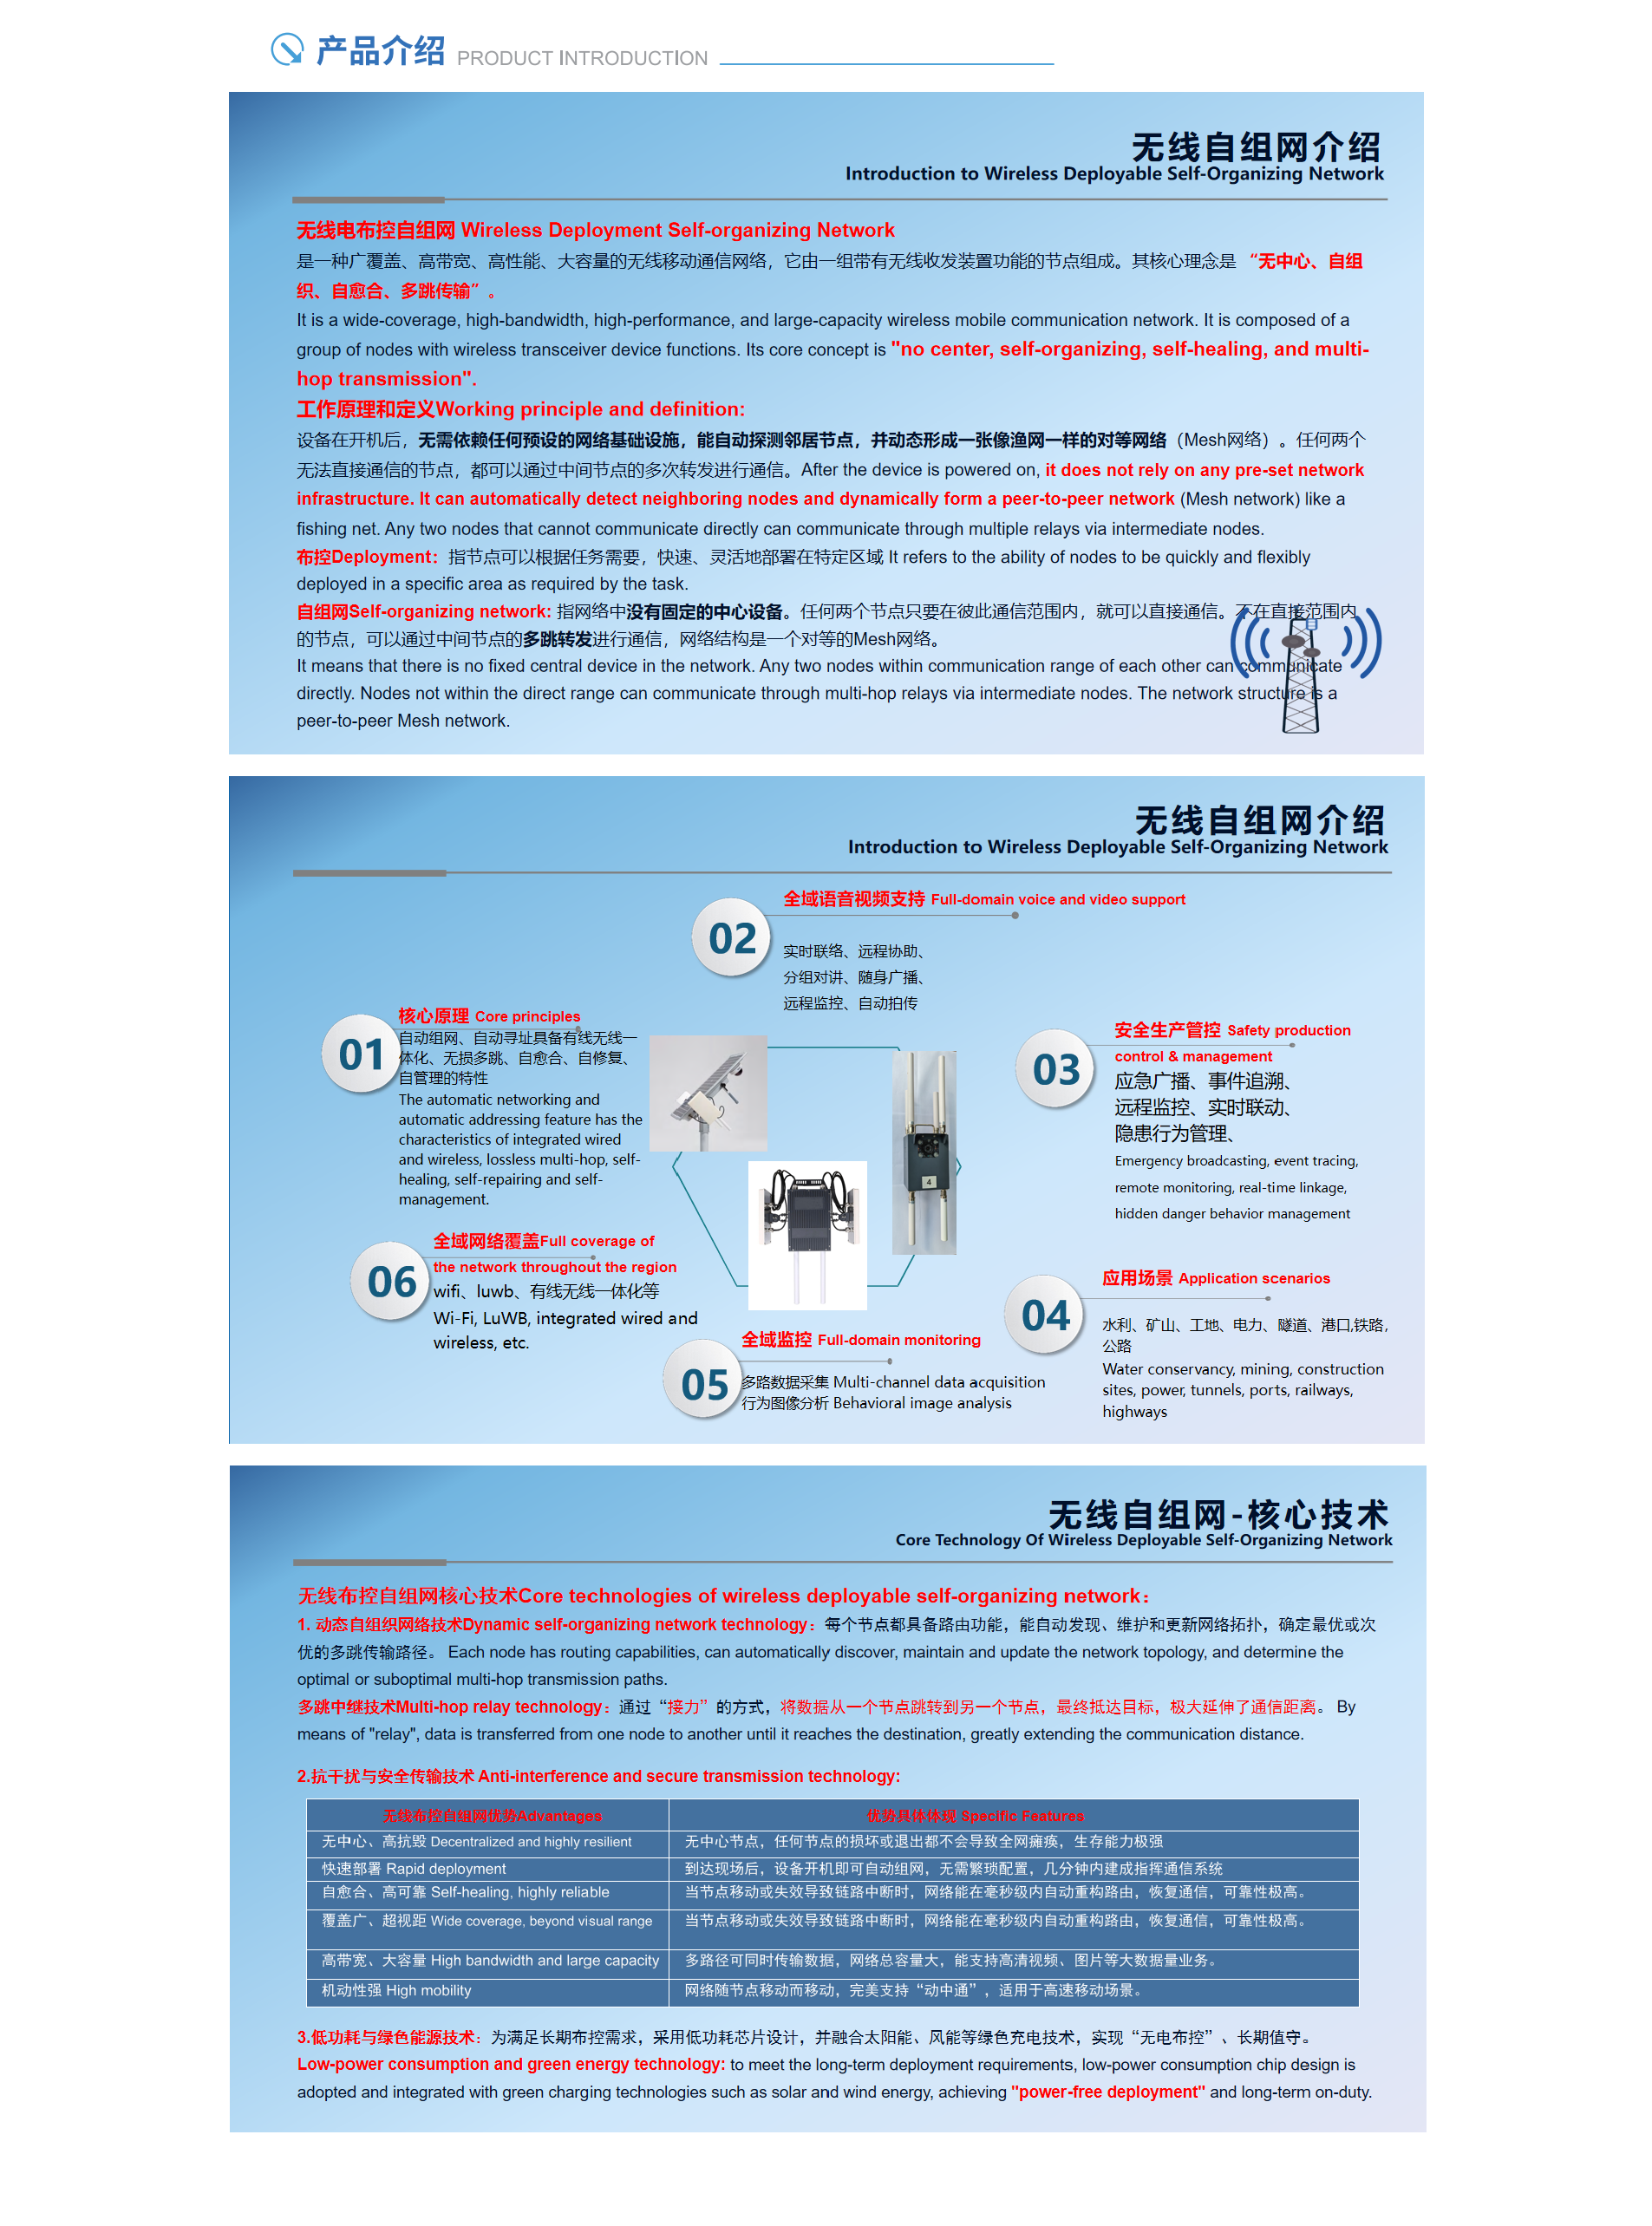 产品介绍 PRODUCT INTRODUCTION
无线自组网介绍
Introduction to Wireless Deployable Self-Organizing Network
无线电布控自组网 Wireless Deployment Self-organizing Network
是一种广覆盖、高带宽、高性能、大容量的无线移动通信网络，它由一组带有无线收发装置功能的节点组成。其核心理念是 “无中心、自组
织、自愈合、多跳传输”。
It is a wide-coverage, high-bandwidth, high-performance, and large-capacity wireless mobile communication network. It is composed of a
group of nodes with wireless transceiver device functions. Its core concept is "no center, self-organizing, self-healing, and multi-
hop transmission".
工作原理和定义Working principle and definition:
设备在开机后，无需依赖任何预设的网络基础设施，能自动探测邻居节点，并动态形成一张像渔网一样的对等网络（Mesh网络）。任何两个
无法直接通信的节点，都可以通过中间节点的多次转发进行通信。After the device is powered on, it does not rely on any pre-set network
infrastructure. It can automatically detect neighboring nodes and dynamically form a peer-to-peer network (Mesh network) like a
fishing net. Any two nodes that cannot communicate directly can communicate through multiple relays via intermediate nodes.
布控Deployment：指节点可以根据任务需要，快速、灵活地部署在特定区域 It refers to the ability of nodes to be quickly and flexibly
deployed in a specific area as required by the task.
自组网Self-organizing network: 指网络中没有固定的中心设备。任何两个节点只要在彼此通信范围内，就可以直接通信。不在直接范围内
的节点，可以通过中间节点的多跳转发进行通信，网络结构是一个对等的Mesh网络。
It means that there is no fixed central device in the network. Any two nodes within communication range of each other can communicate
directly. Nodes not within the direct range can communicate through multi-hop relays via intermediate nodes. The network structure is a
peer-to-peer Mesh network.
无线自组网介绍
Introduction to Wireless Deployable Self-Organizing Network
01
核心原理 Core principles
自动组网、自动寻址具备有线无线一
体化、无损多跳、自愈合、自修复、
自管理的特性
The automatic networking and
automatic addressing feature has the
characteristics of integrated wired
and wireless, lossless multi-hop, self-
healing, self-repairing and self-
management.
02
全域语音视频支持 Full-domain voice and video support
实时联络、远程协助、
分组对讲、随身广播、
远程监控、自动拍传
03
安全生产管控 Safety production
control & management
应急广播、事件追溯、
远程监控、实时联动、
隐患行为管理、
Emergency broadcasting, event tracing,
remote monitoring, real-time linkage,
hidden danger behavior management
4
04
应用场景 Application scenarios
水利、矿山、工地、电力、隧道、港口,铁路,
公路
Water conservancy, mining, construction
sites, power, tunnels, ports, railways,
highways
05
全域监控 Full-domain monitoring
多路数据采集 Multi-channel data acquisition
行为图像分析 Behavioral image analysis
06
全域网络覆盖Full coverage of
the network throughout the region
wifi、luwb、有线无线一体化等
Wi-Fi, LuWB, integrated wired and
wireless, etc.
无线自组网-核心技术
Core Technology Of Wireless Deployable Self-Organizing Network
无线布控自组网核心技术Core technologies of wireless deployable self-organizing network：
1. 动态自组织网络技术Dynamic self-organizing network technology：每个节点都具备路由功能，能自动发现、维护和更新网络拓扑，确定最优或次
优的多跳传输路径。 Each node has routing capabilities, can automatically discover, maintain and update the network topology, and determine the
optimal or suboptimal multi-hop transmission paths.
多跳中继技术Multi-hop relay technology：通过“接力”的方式，将数据从一个节点跳转到另一个节点，最终抵达目标，极大延伸了通信距离。 By
means of "relay", data is transferred from one node to another until it reaches the destination, greatly extending the communication distance.
2.抗干扰与安全传输技术 Anti-interference and secure transmission technology:
无线布控自组网优势Advantages 优势具体体现 Specific Features
无中心、高抗毁 Decentralized and highly resilient 无中心节点，任何节点的损坏或退出都不会导致全网瘫痪，生存能力极强
快速部署 Rapid deployment 到达现场后，设备开机即可自动组网，无需繁琐配置，几分钟内建成指挥通信系统
自愈合、高可靠 Self-healing, highly reliable 当节点移动或失效导致链路中断时，网络能在毫秒级内自动重构路由，恢复通信，可靠性极高。
覆盖广、超视距 Wide coverage, beyond visual range 当节点移动或失效导致链路中断时，网络能在毫秒级内自动重构路由，恢复通信，可靠性极高。
高带宽、大容量 High bandwidth and large capacity 多路径可同时传输数据，网络总容量大，能支持高清视频、图片等大数据量业务。
机动性强 High mobility 网络随节点移动而移动，完美支持“动中通”，适用于高速移动场景。
3.低功耗与绿色能源技术：为满足长期布控需求，采用低功耗芯片设计，并融合太阳能、风能等绿色充电技术，实现“无电布控”、长期值守。
Low-power consumption and green energy technology: to meet the long-term deployment requirements, low-power consumption chip design is
adopted and integrated with green charging technologies such as solar and wind energy, achieving "power-free deployment" and long-term on-duty.